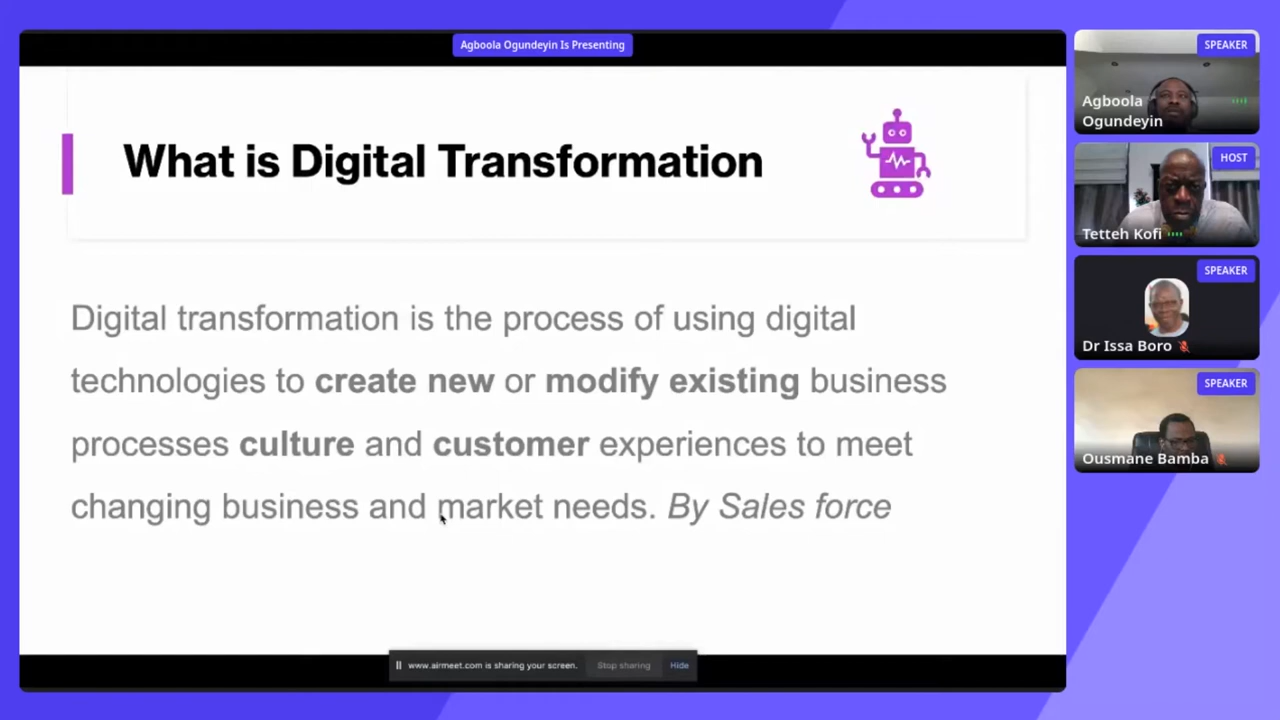 Agboola Ogundeyin Is Presenting
What is Digital Transformation
Digital transformation is the process of using digital
technologies to create new or modify existing business
processes culture and customer experiences to meet
changing business and market needs. By Sales force
www.airmeet.com is sharing your screen. Stop sharing Hide
SPEAKER
Agboola
Ogundeyin
HOST
Tetteh Kofi
SPEAKER
Dr Issa Boro
SPEAKER
Ousmane Bamba